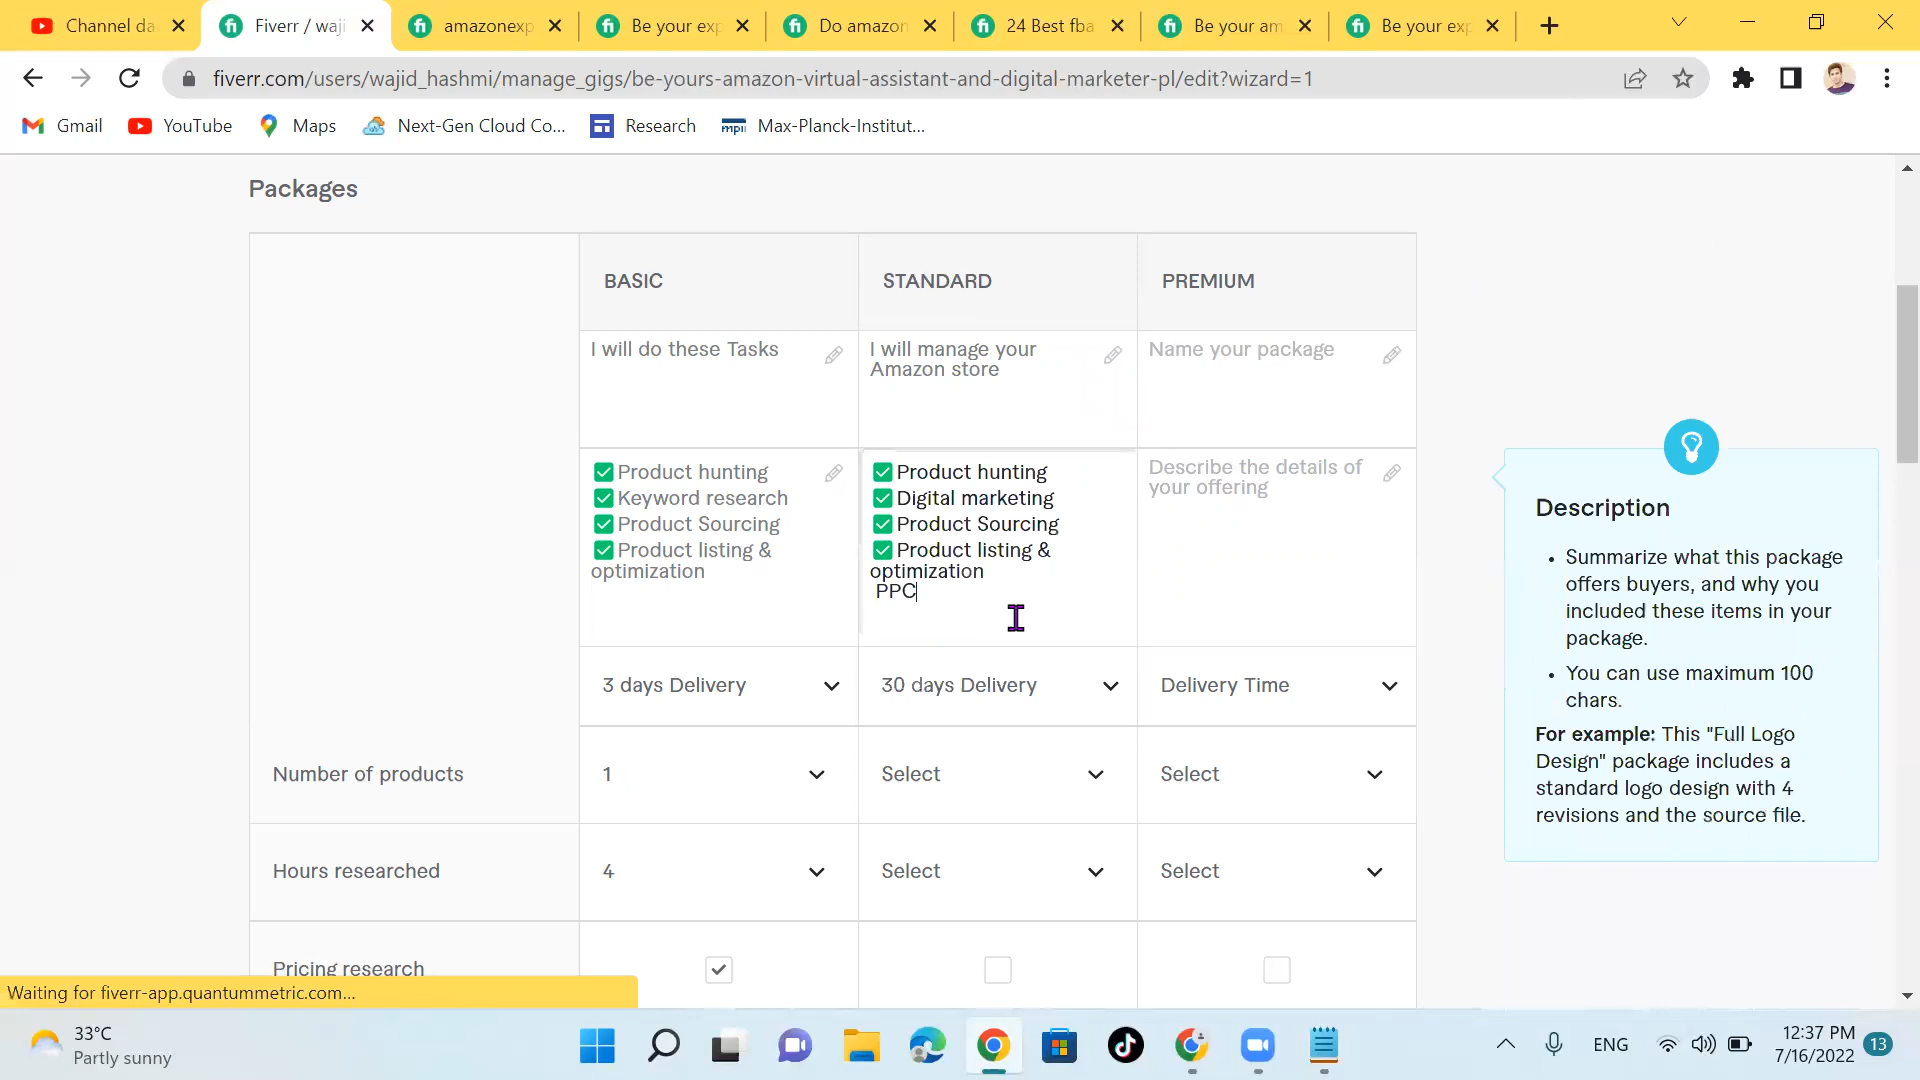 Channel da
Fiverr / waji
amazonexp
Be your exp
Do amazon
24 Best fba
Be your am
Be your exp
fiverr.com/users/wajid_hashmi/manage_gigs/be-yours-amazon-virtual-assistant-and-digital-marketer-pl/edit?wizard=1
Gmail
YouTube
Maps
Next-Gen Cloud Co...
Research
Max-Planck-Institut...
Packages
BASIC
STANDARD
PREMIUM
I will do these Tasks
I will manage your
Amazon store
Name your package
✅Product hunting
✅Keyword research
✅Product Sourcing
✅Product listing &
optimization
✅Product hunting
✅Digital marketing
✅Product Sourcing
✅Product listing &
optimization
PPC
Describe the details of
your offering
3 days Delivery
30 days Delivery
Delivery Time
Number of products
1
Select
Select
Hours researched
4
Select
Select
Pricing research
Description
• Summarize what this package
offers buyers, and why you
included these items in your
package.
• You can use maximum 100
chars.
For example: This "Full Logo
Design" package includes a
standard logo design with 4
revisions and the source file.
Waiting for fiverr-app.quantummetric.com...
33°C
Partly sunny
ENG
12:37 PM
7/16/2022
13